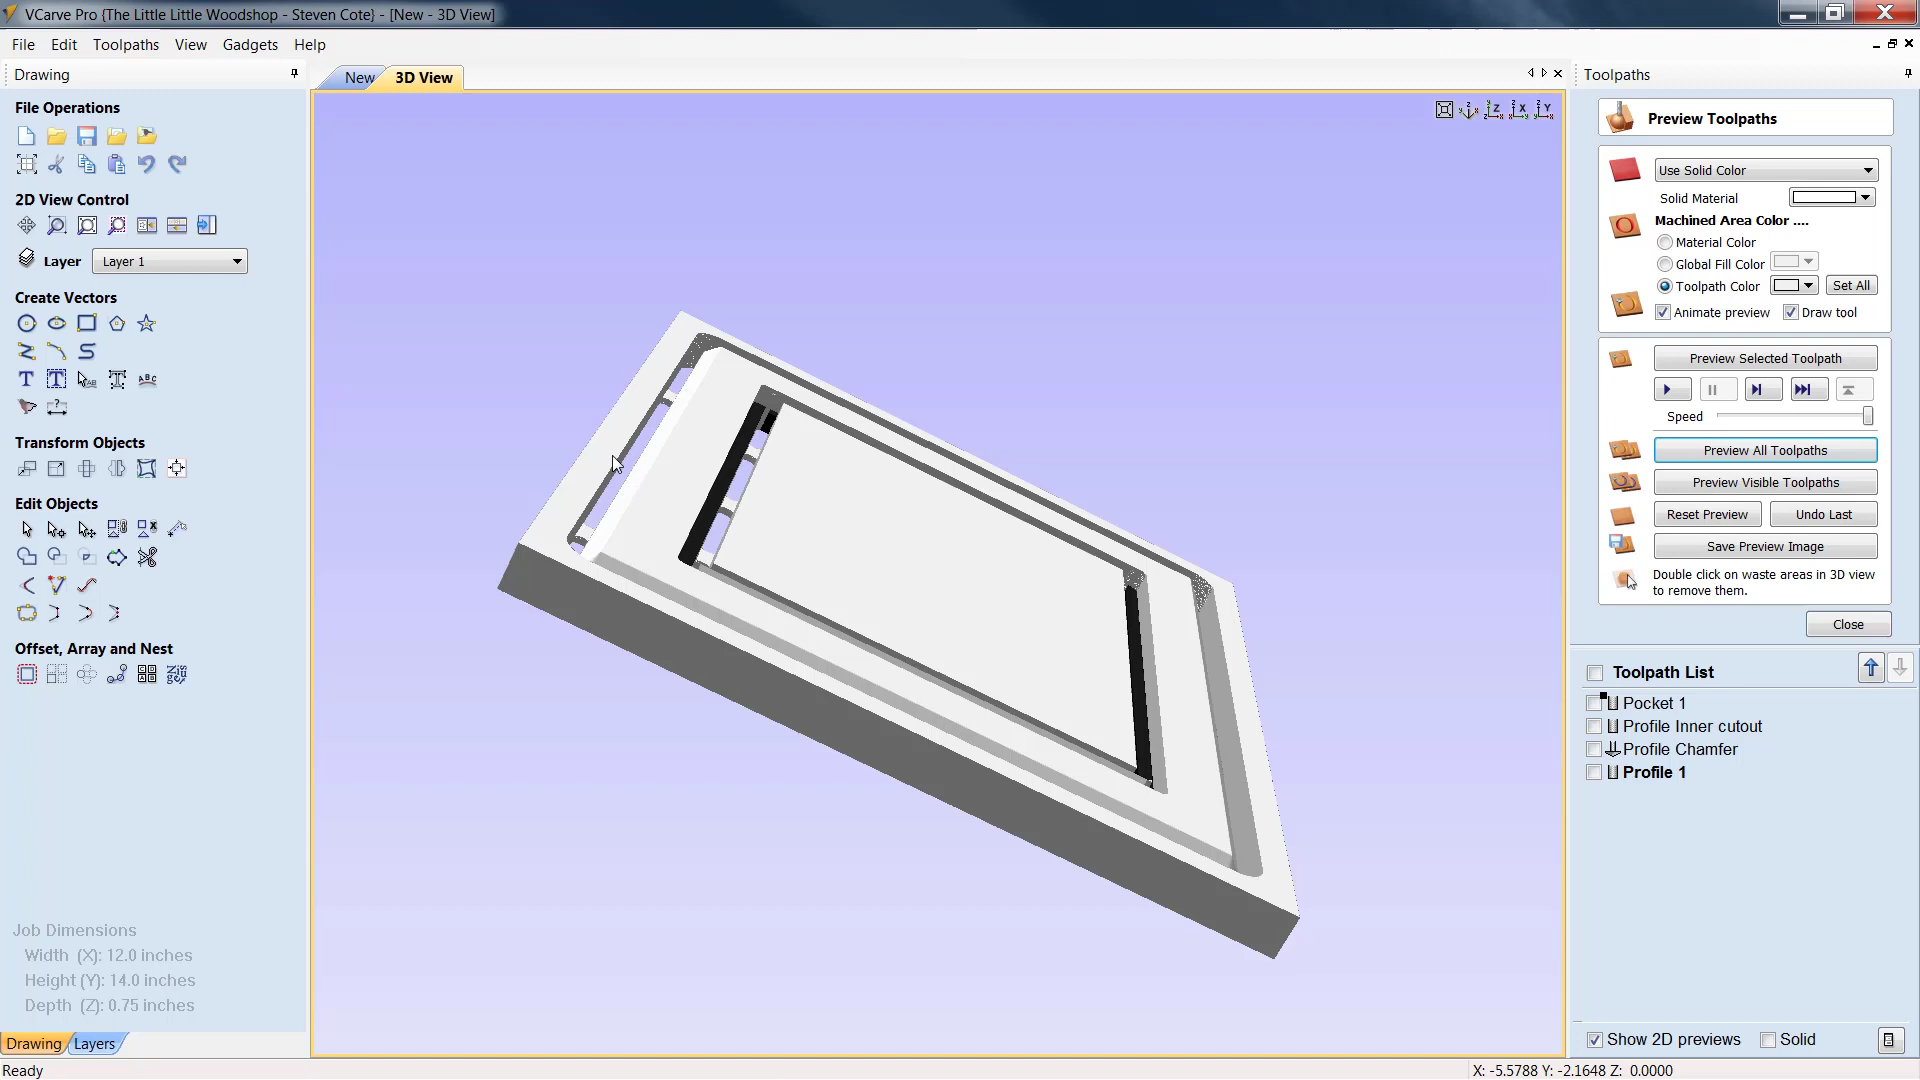 VCarve Pro {The Little Little Woodshop - Steven Cote} - [New - 3D View]
File Edit Toolpaths View Gadgets Help
Drawing
File Operations
2D View Control
Layer Layer 1
Create Vectors
Transform Objects
Edit Objects
Offset, Array and Nest
Job Dimensions
Width (X): 12.0 inches
Height (Y): 14.0 inches
Depth (Z): 0.75 inches
Drawing Layers
Ready
New 3D View
Toolpaths
Preview Toolpaths
Use Solid Color
Solid Material
Machined Area Color ....
Material Color
Global Fill Color
Toolpath Color Set All
Animate preview Draw tool
Preview Selected Toolpath
Speed
Preview All Toolpaths
Preview Visible Toolpaths
Reset Preview Undo Last
Save Preview Image
Double click on waste areas in 3D view
to remove them.
Close
Toolpath List
Pocket 1
Profile Inner cutout
Profile Chamfer
Profile 1
Show 2D previews Solid
X: -5.5788 Y: -2.1648 Z: 0.0000